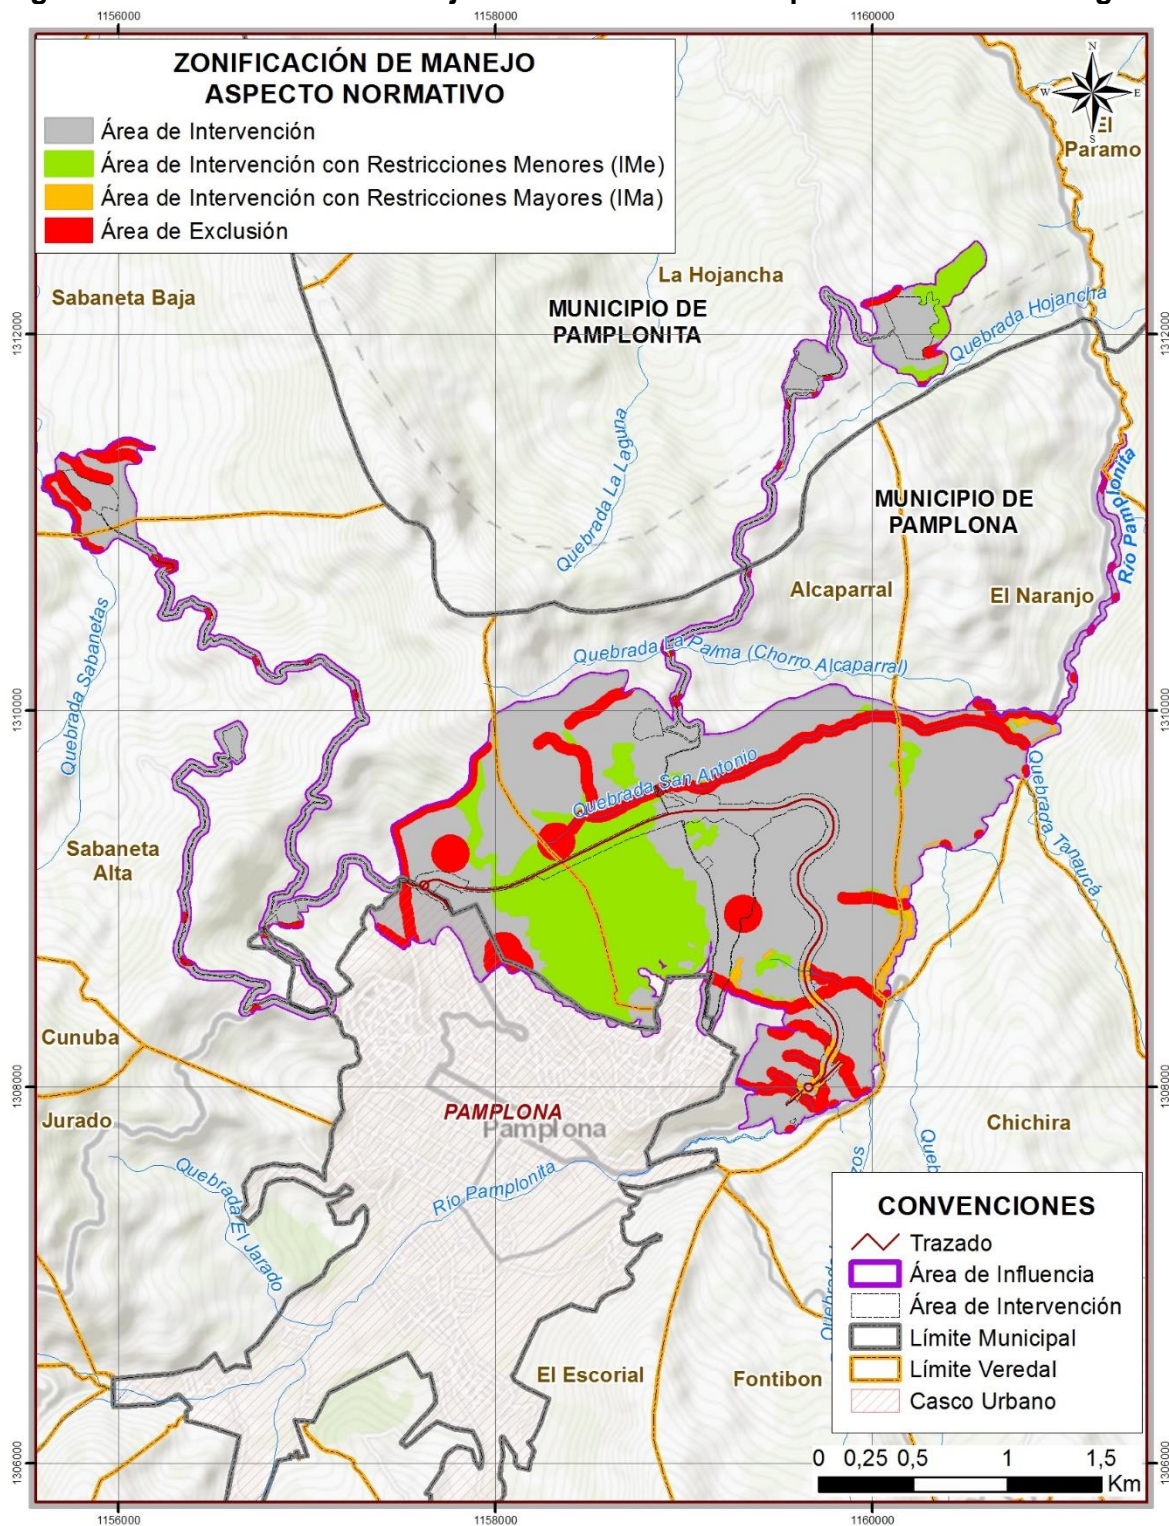 1156000
1158000
1160000
ZONIFICACIÓN DE MANEJO
ASPECTO NORMATIVO
Área de Intervención
Área de Intervención con Restricciones Menores (IMe)
Área de Intervención con Restricciones Mayores (IMa)
Área de Exclusión
N
W
E
S
El
Paramo
La Hojancha
Sabaneta Baja
MUNICIPIO DE
PAMPLONITA
Quebrada Hojancha
1312000
1312000
Quebrada La Laguna
Río Pamplonita
MUNICIPIO DE
PAMPLONA
Alcaparral
El Naranjo
Quebrada Sabanetas
Quebrada La Palma (Chorro Alcaparral)
1310000
1310000
Quebrada San Antonio
Quebrada Tanaucá
Sabaneta
Alta
Cunuba
1308000
1308000
Jurado
PAMPLONA
Pamplona
Chichira
Quebrada El Jarado
Río Pamplonita
El Escorial
Fontibon
CONVENCIONES
Trazado
Área de Influencia
Área de Intervención
Límite Municipal
Límite Veredal
Casco Urbano
1306000
1306000
0 0,25 0,5 1 1,5
Km
1156000
1158000
1160000